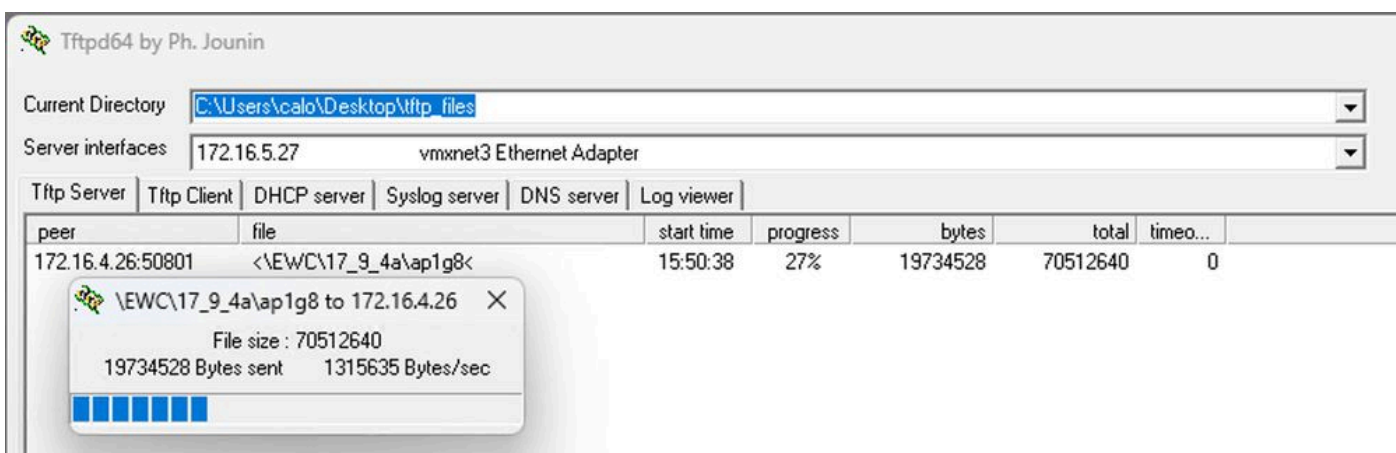 Tftpd64 by Ph. Jounin
Current Directory C:\Users\calo\Desktop\tftp_files
Server interfaces 172.16.5.27 vmxnet3 Ethernet Adapter
Tftp Server Tftp Client DHCP server Syslog server DNS server Log viewer
peer file start time progress bytes total timeo...
172.16.4.26:50801 <\EWC\17_9_4a\ap1g8< 15:50:38 27% 19734528 70512640 0
\EWC\17_9_4a\ap1g8 to 172.16.4.26
File size : 70512640
19734528 Bytes sent 1315635 Bytes/sec